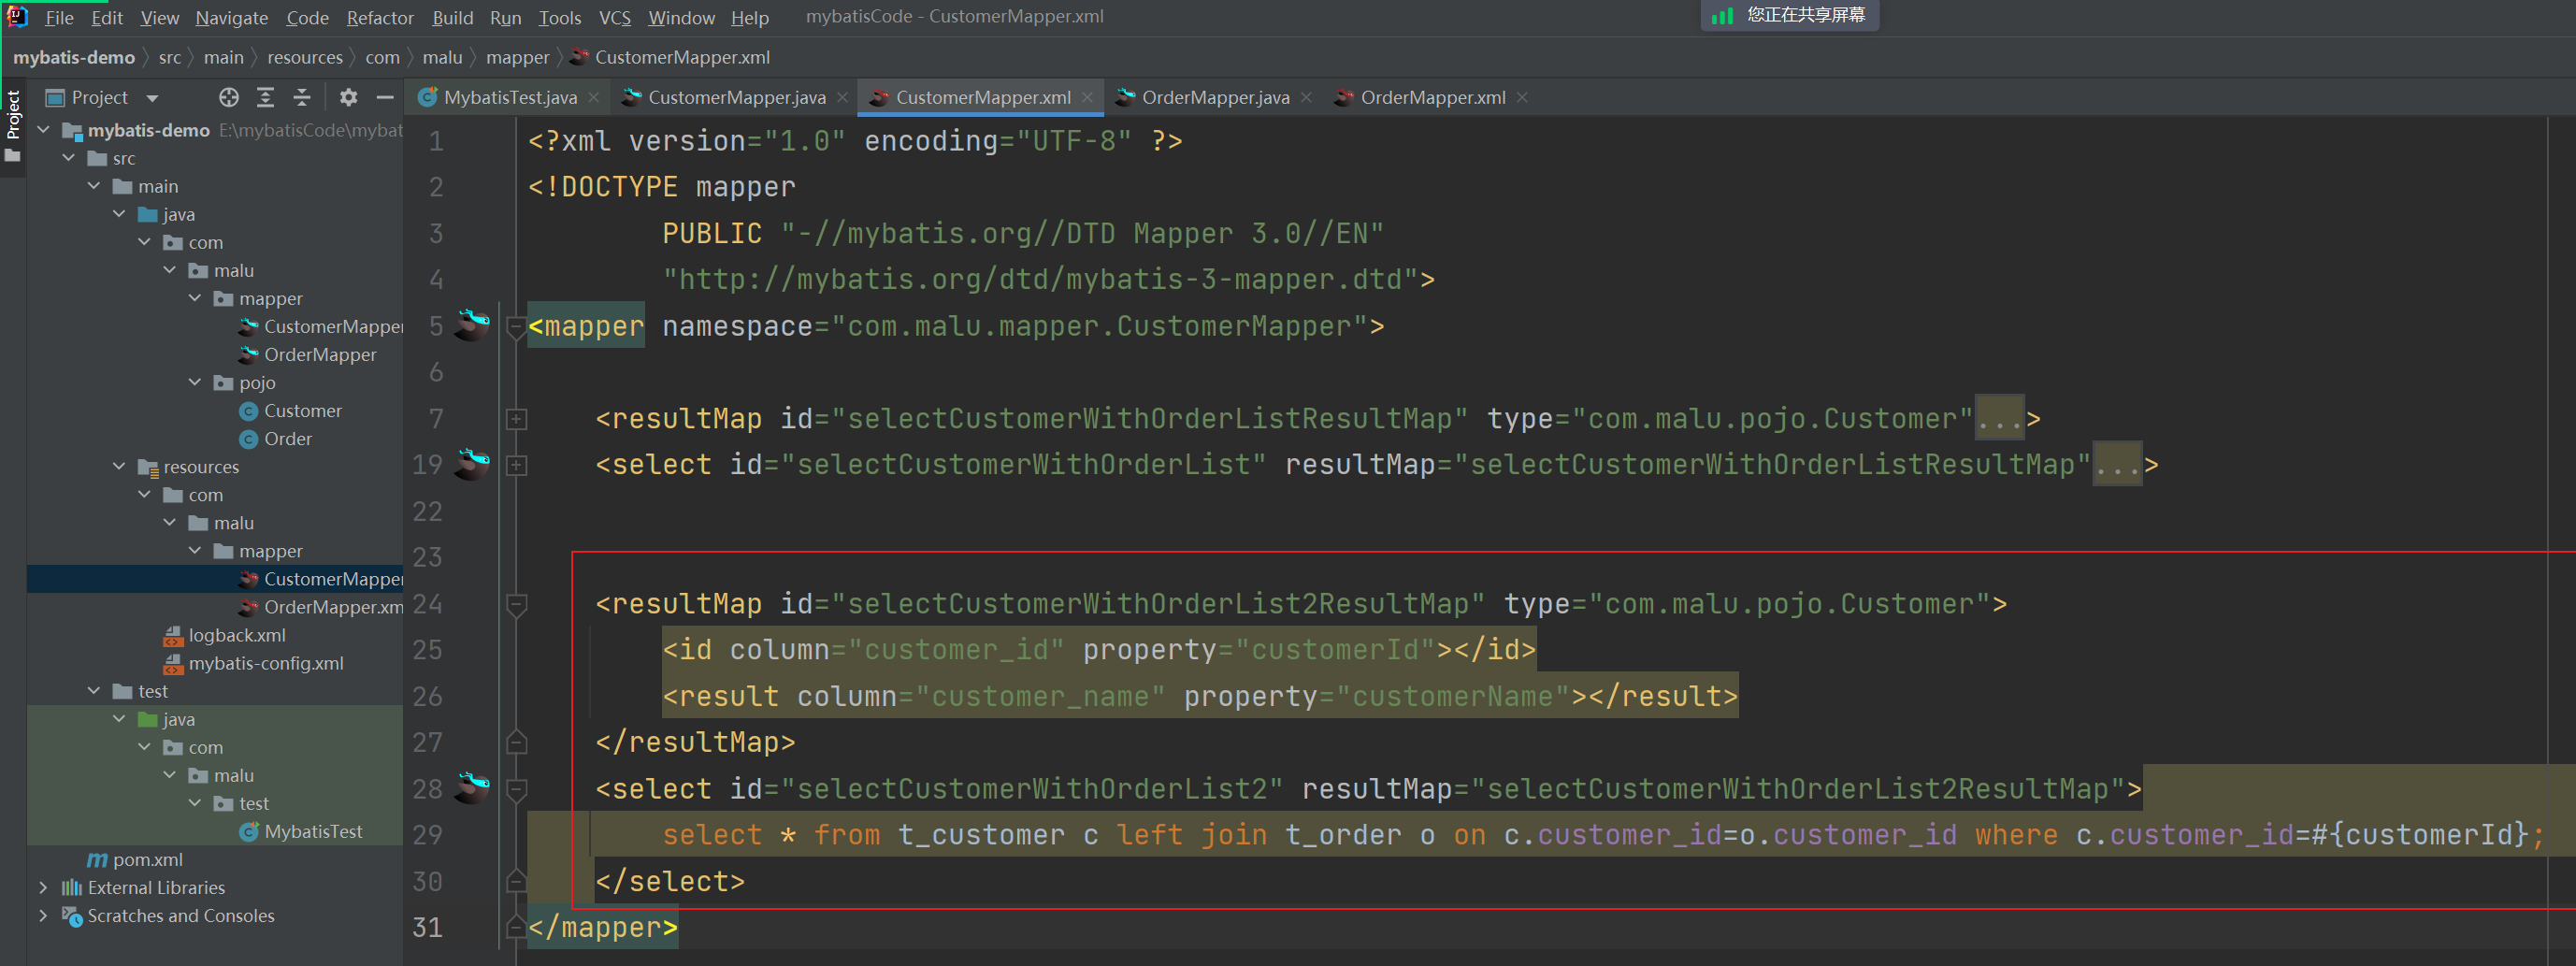 File Edit View Navigate Code Refactor Build Run Tools VCS Window Help mybatisCode - CustomerMapper.xml 您正在共享屏幕
mybatis-demo src main resources com malu mapper CustomerMapper.xml
Project
Project
MybatisTest.java CustomerMapper.java CustomerMapper.xml OrderMapper.java OrderMapper.xml
mybatis-demo E:\mybatisCode\mybat
src
main
java
com
malu
mapper
CustomerMapper
OrderMapper
pojo
Customer
Order
resources
com
malu
mapper
CustomerMapper
OrderMapper.xm
logback.xml
mybatis-config.xml
test
java
com
malu
test
MybatisTest
pom.xml
External Libraries
Scratches and Consoles
1 <?xml version="1.0" encoding="UTF-8" ?>
2 <!DOCTYPE mapper
3 PUBLIC "-//mybatis.org//DTD Mapper 3.0//EN"
4 "http://mybatis.org/dtd/mybatis-3-mapper.dtd">
5 <mapper namespace="com.malu.mapper.CustomerMapper">
6
7 <resultMap id="selectCustomerWithOrderListResultMap" type="com.malu.pojo.Customer"...>
19 <select id="selectCustomerWithOrderList" resultMap="selectCustomerWithOrderListResultMap"...>
22
23
24 <resultMap id="selectCustomerWithOrderList2ResultMap" type="com.malu.pojo.Customer">
25 <id column="customer_id" property="customerId"></id>
26 <result column="customer_name" property="customerName"></result>
27 </resultMap>
28 <select id="selectCustomerWithOrderList2" resultMap="selectCustomerWithOrderList2ResultMap">
29 select * from t_customer c left join t_order o on c.customer_id=o.customer_id where c.customer_id=#{customerId};
30 </select>
31 </mapper>